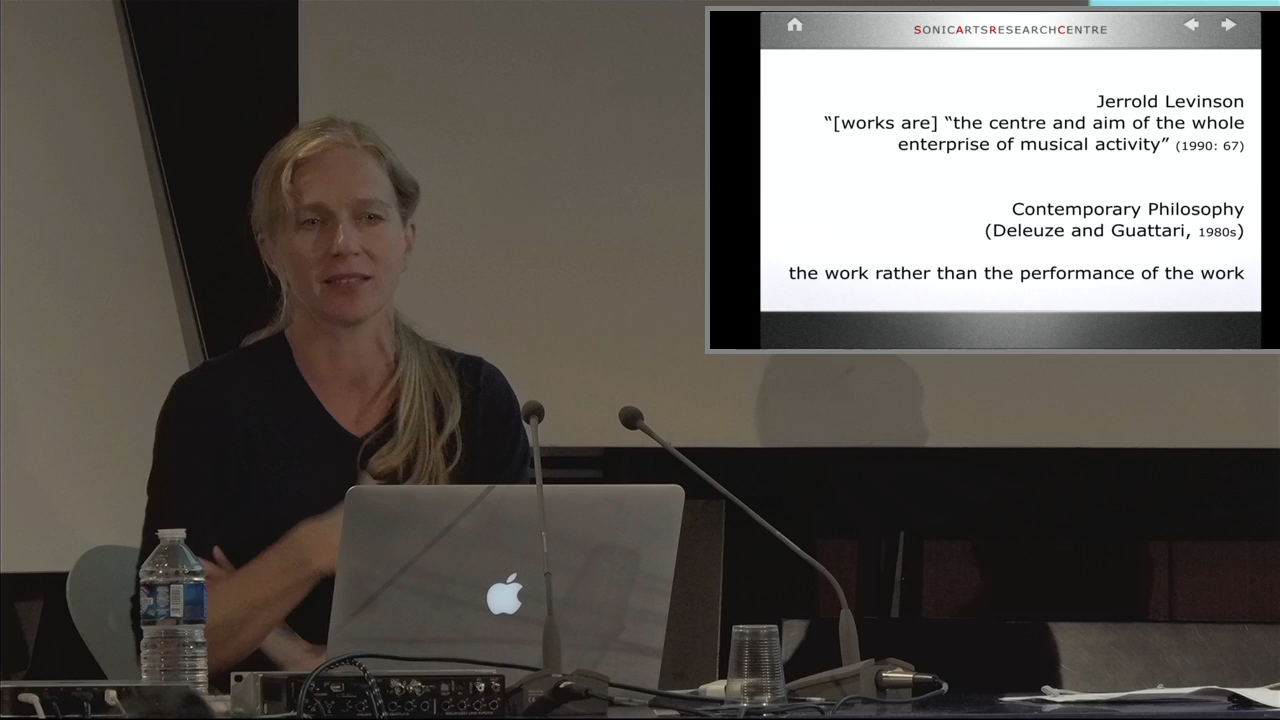 SONICARTSRESEARCHCENTRE
Jerrold Levinson
“[works are] “the centre and aim of the whole
enterprise of musical activity” (1990: 67)
Contemporary Philosophy
(Deleuze and Guattari, 1980s)
the work rather than the performance of the work